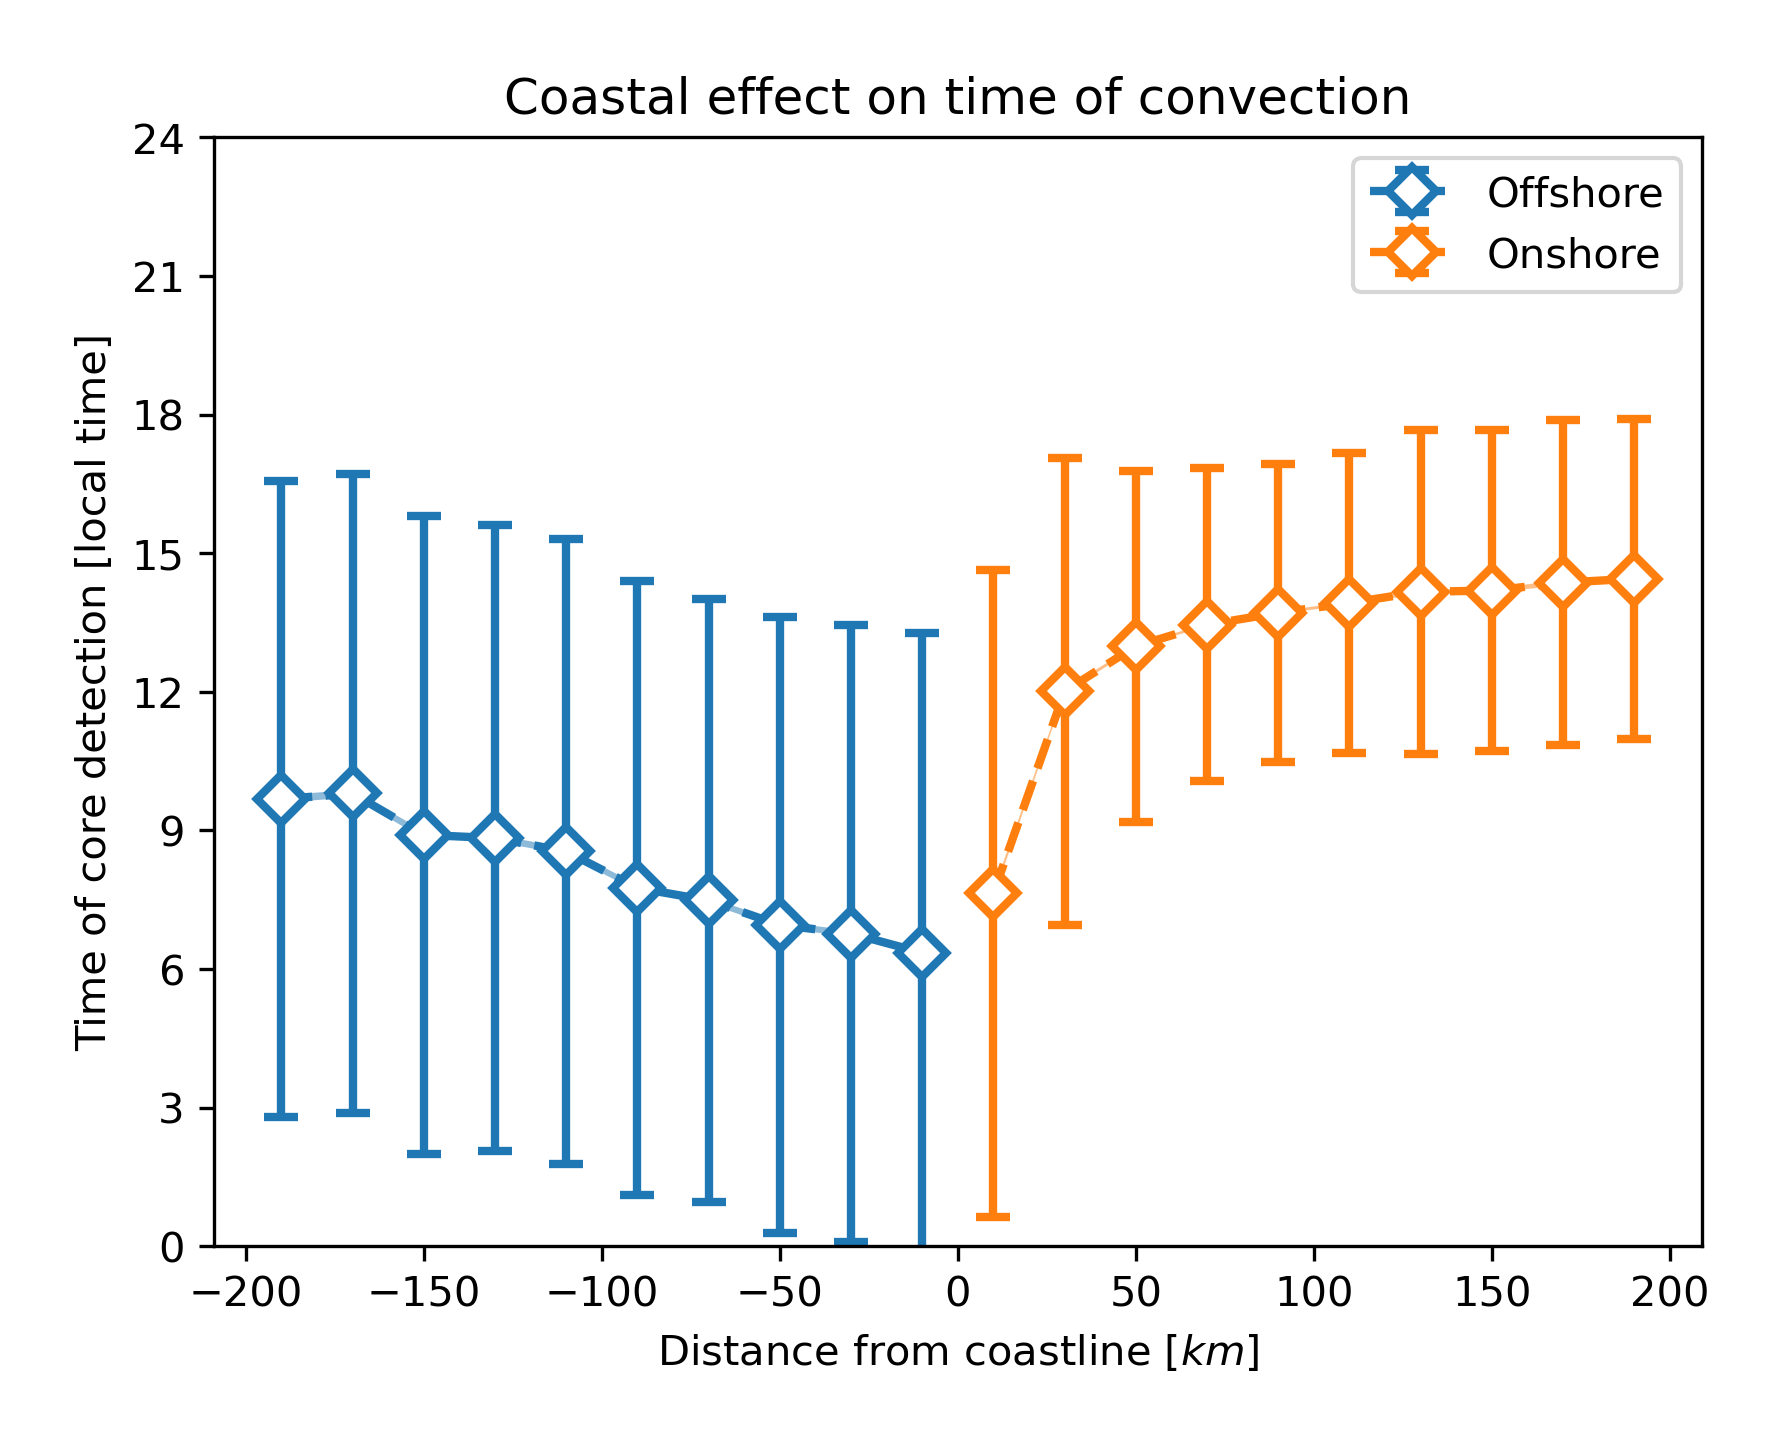 Coastal effect on time of convection
24
21
18
15
12
9
6
3
0
Time of core detection [local time]
Offshore
Onshore
−200 −150 −100 −50 0 50 100 150 200
Distance from coastline [km]